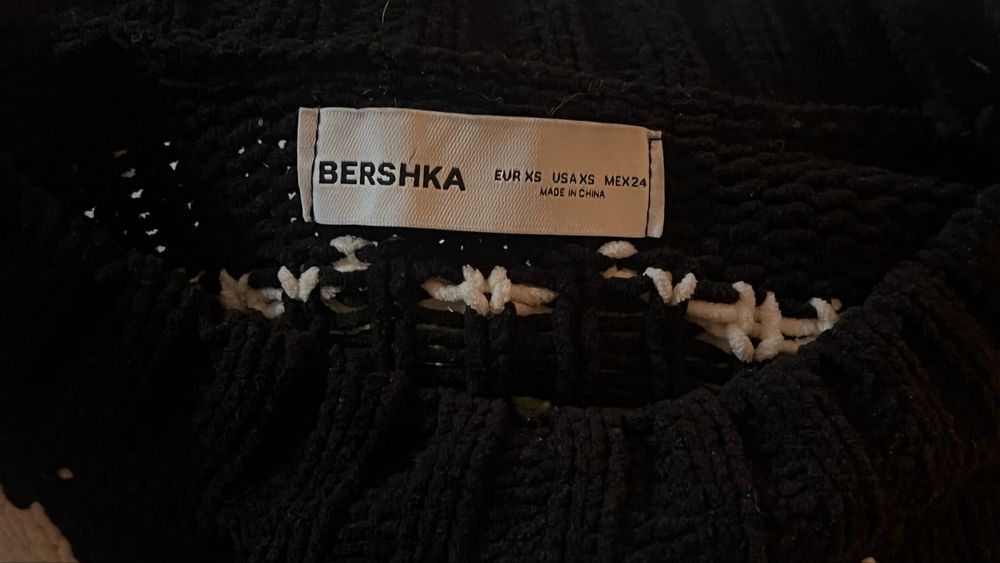 BERSHKA
EUR XS USA XS MEX 24
MADE IN CHINA